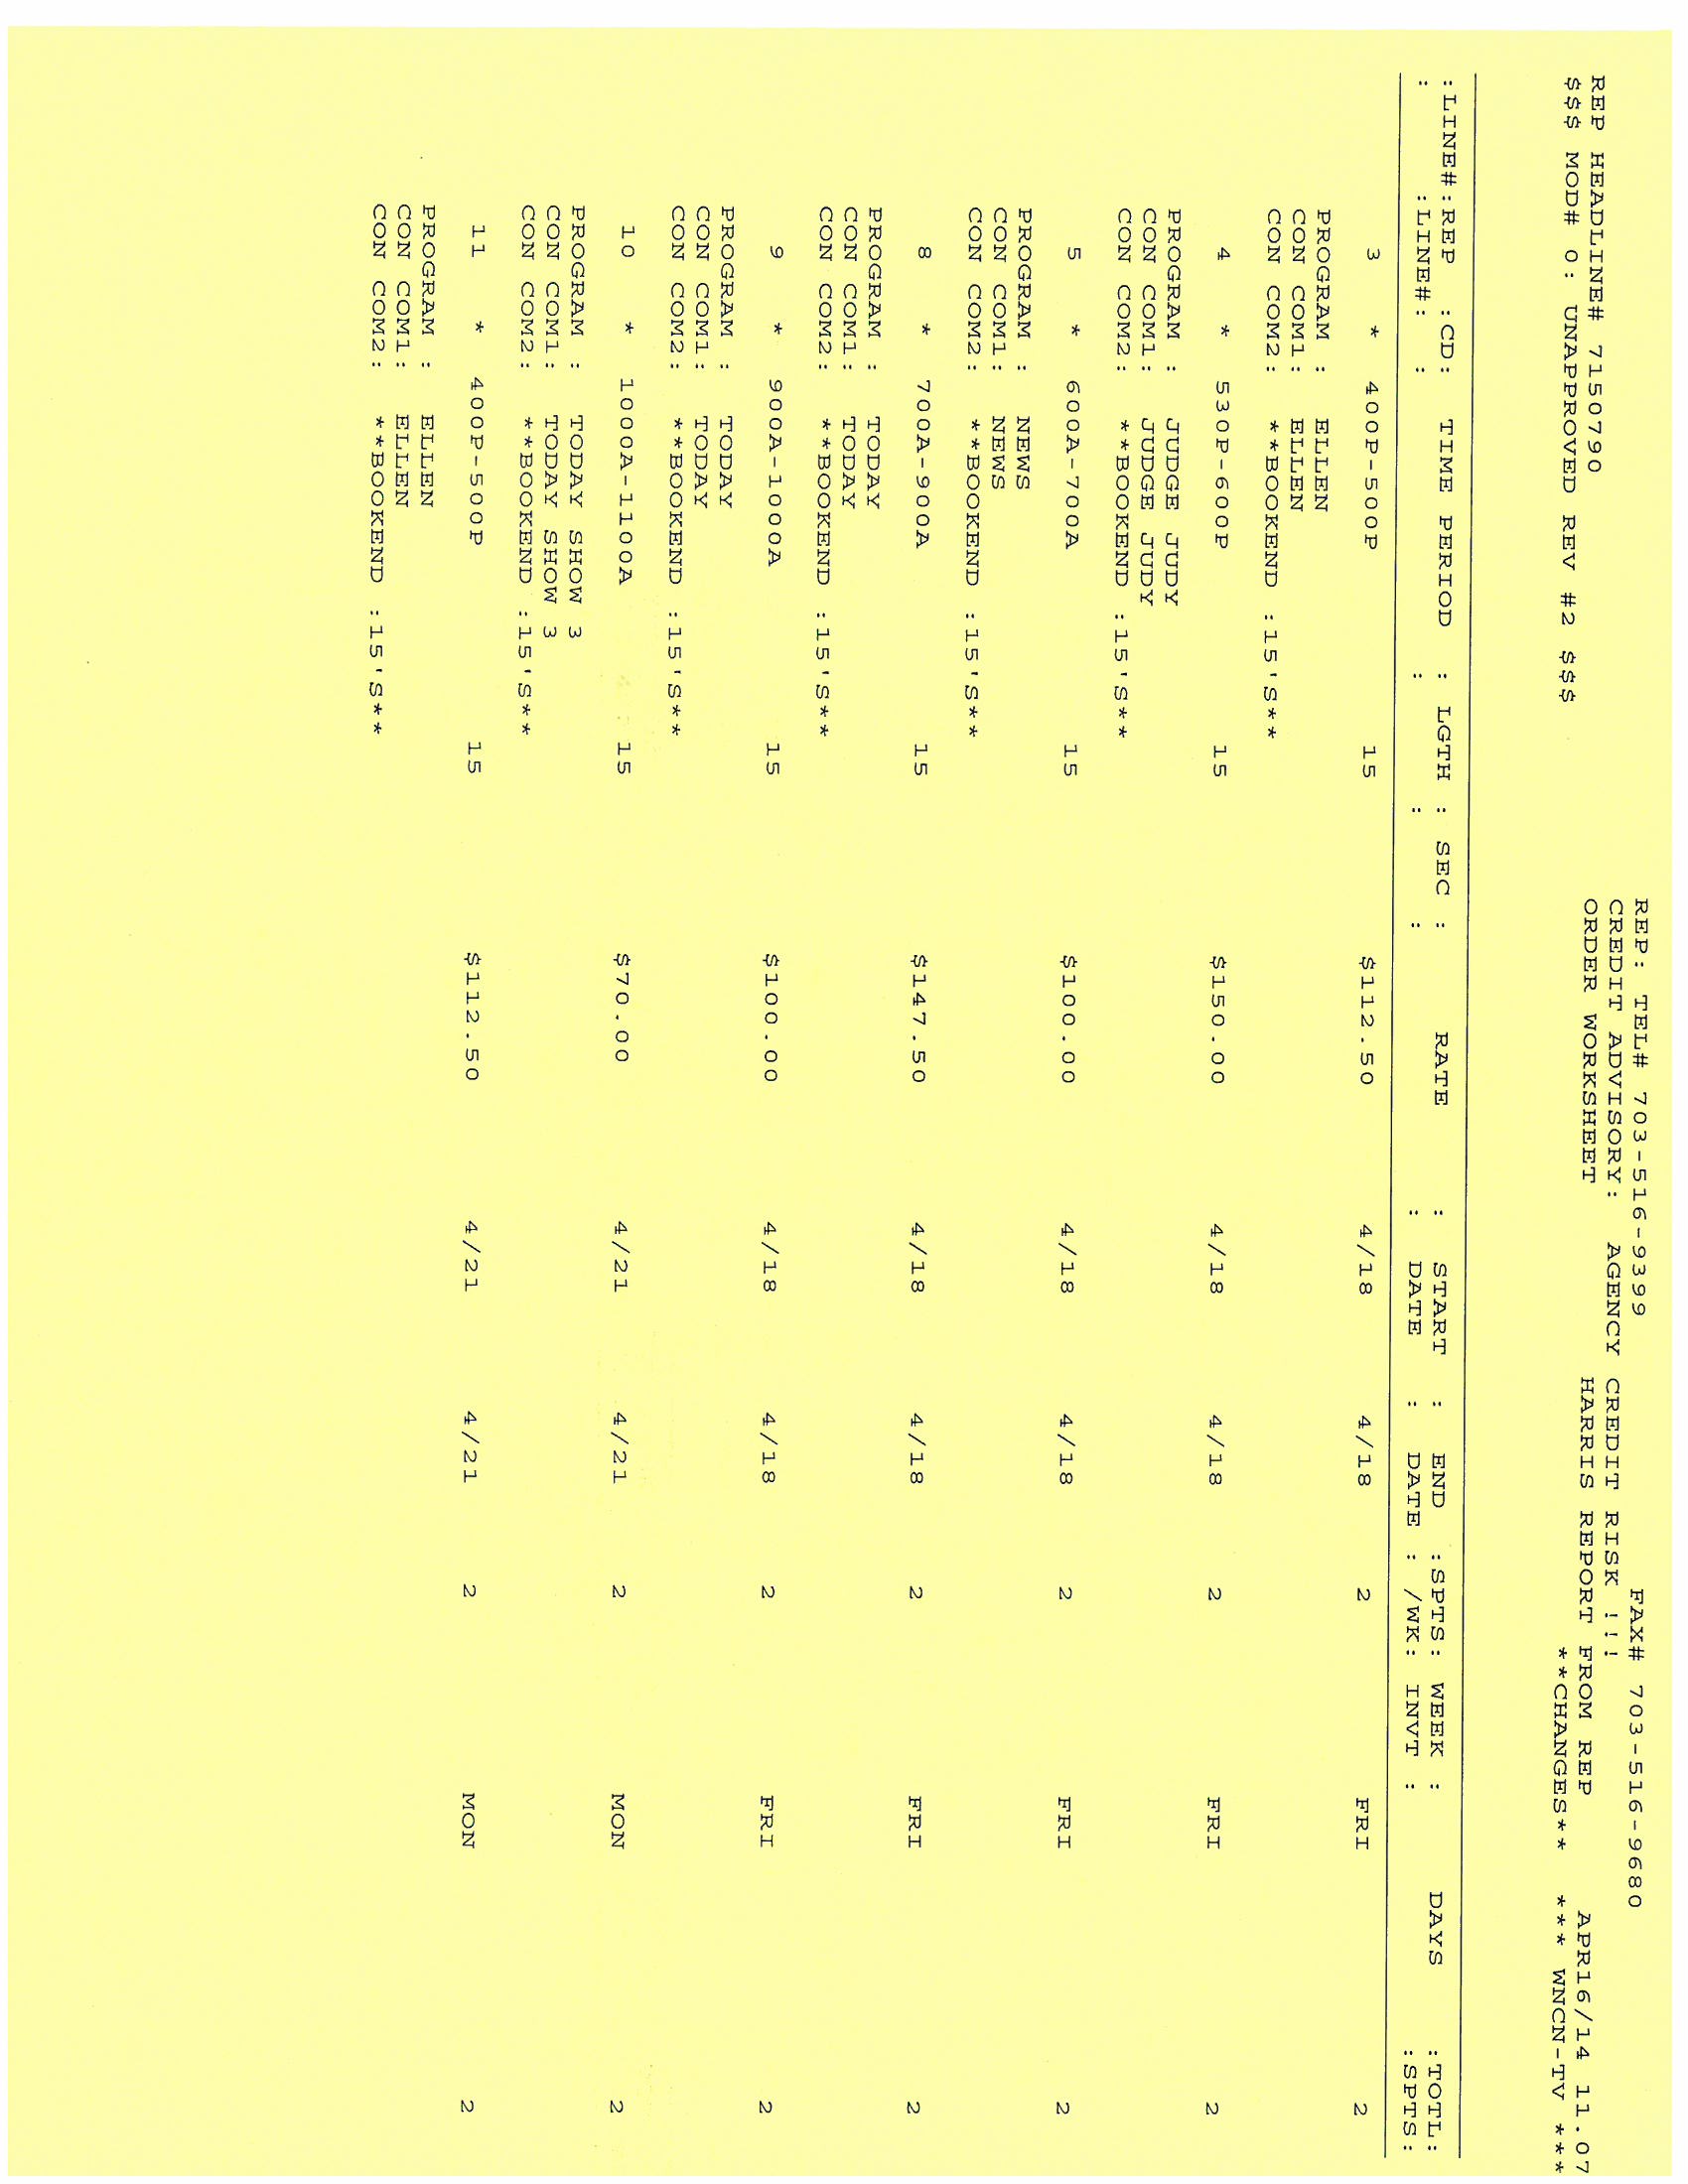 REP: TEL# 703-516-9399 FAX# 703-516-9680
CREDIT ADVISORY: AGENCY CREDIT RISK !!!
REP HEADLINE# 7150790 ORDER WORKSHEET HARRIS REPORT FROM REP APR16/14 11.07
$$$ MOD# 0: UNAPPROVED REV #2 $$$ **CHANGES** *** WNCN-TV ***
:LINE#:REP :CD: TIME PERIOD : LGTH : SEC : RATE : START : END :SPTS: WEEK : DAYS :TOTL:
: :LINE#: : : : : : DATE : DATE : /WK: INVT : :SPTS:
3 * 400P-500P 15 $112.50 4/18 4/18 2 FRI 2
PROGRAM : ELLEN
CON COM1: ELLEN
CON COM2: **BOOKEND :15'S**
4 * 530P-600P 15 $150.00 4/18 4/18 2 FRI 2
PROGRAM : JUDGE JUDY
CON COM1: JUDGE JUDY
CON COM2: **BOOKEND :15'S**
5 * 600A-700A 15 $100.00 4/18 4/18 2 FRI 2
PROGRAM : NEWS
CON COM1: NEWS
CON COM2: **BOOKEND :15'S**
8 * 700A-900A 15 $147.50 4/18 4/18 2 FRI 2
PROGRAM : TODAY
CON COM1: TODAY
CON COM2: **BOOKEND :15'S**
9 * 900A-1000A 15 $100.00 4/18 4/18 2 FRI 2
PROGRAM : TODAY
CON COM1: TODAY
CON COM2: **BOOKEND :15'S**
10 * 1000A-1100A 15 $70.00 4/21 4/21 2 MON 2
PROGRAM : TODAY SHOW 3
CON COM1: TODAY SHOW 3
CON COM2: **BOOKEND :15'S**
11 * 400P-500P 15 $112.50 4/21 4/21 2 MON 2
PROGRAM : ELLEN
CON COM1: ELLEN
CON COM2: **BOOKEND :15'S**